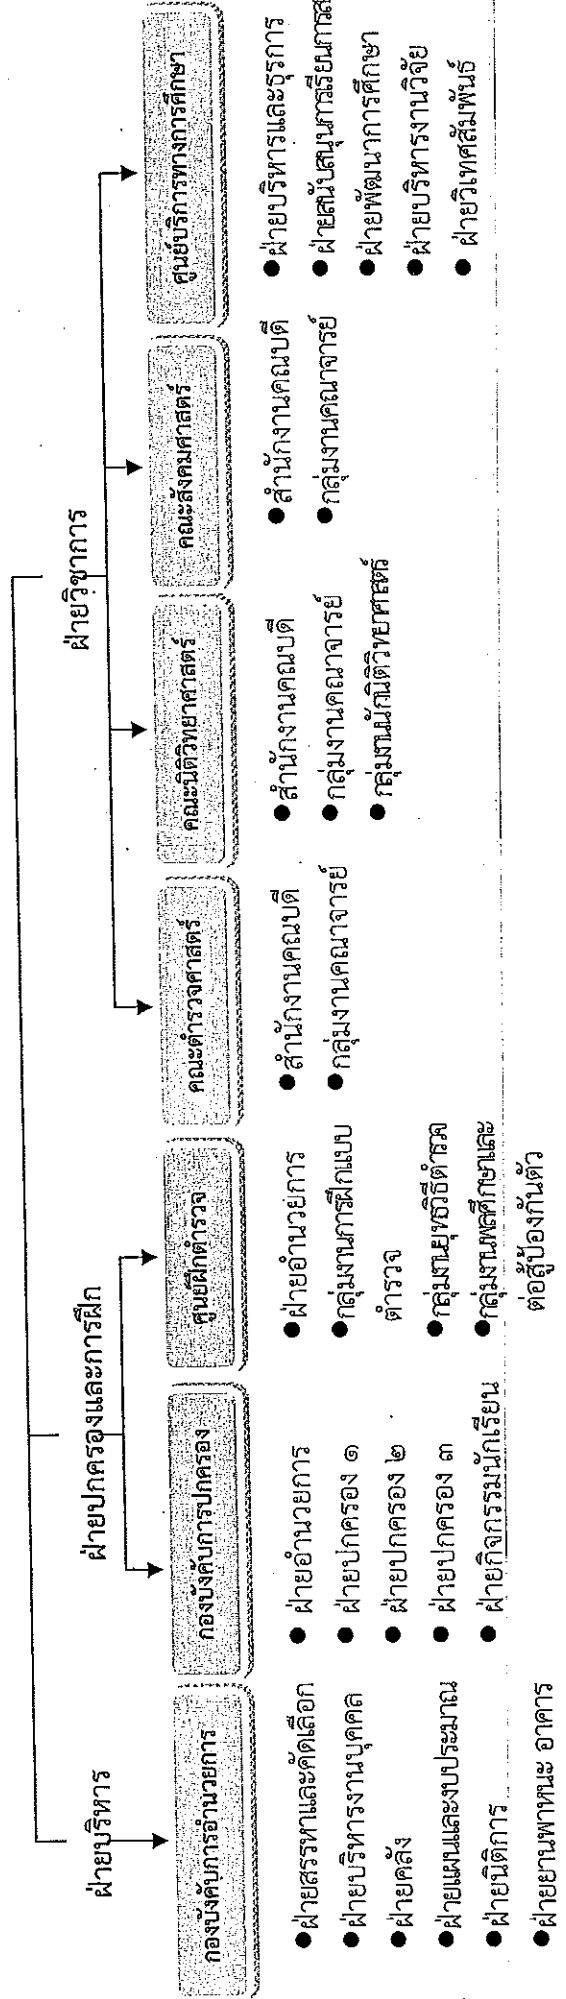 ฝ่ายบริหาร
กองบังคับการอำนวยการ
●ฝ่ายสรรหาและคัดเลือก
●ฝ่ายบริหารงานบุคคล
●ฝ่ายคลัง
●ฝ่ายแผนและงบประมาณ
●ฝ่ายนิติการ
●ฝ่ายยานพาหนะ อาคาร
ฝ่ายปกครองและการฝึก
กองบังคับการปกครอง
● ฝ่ายอำนวยการ
● ฝ่ายปกครอง ๑
● ฝ่ายปกครอง ๒
● ฝ่ายปกครอง ๓
● ฝ่ายกิจกรรมนักเรียน
ศูนย์ฝึกตำรวจ
●ฝ่ายอำนวยการ
●กลุ่มงานการฝึกแบบ
ตำรวจ
●กลุ่มงานยุทธวิธีตำรวจ
●กลุ่มงานพลศึกษาและ
ต่อสู้ป้องกันตัว
ฝ่ายวิชาการ
คณะตำรวจศาสตร์
●สำนักงานคณบดี
●กลุ่มงานคณาจารย์
คณะนิติวิทยาศาสตร์
●สำนักงานคณบดี
●กลุ่มงานคณาจารย์
● กลุ่มงานนักนิติวิทยาศาสตร์
คณะสังคมศาสตร์
●สำนักงานคณบดี
●กลุ่มงานคณาจารย์
ศูนย์บริการทางการศึกษา
●ฝ่ายบริหารและธุรการ
●ฝ่ายสนับสนุนการเรียนการส
●ฝ่ายพัฒนาการศึกษา
●ฝ่ายบริหารงานวิจัย
● ฝ่ายวิเทศสัมพันธ์